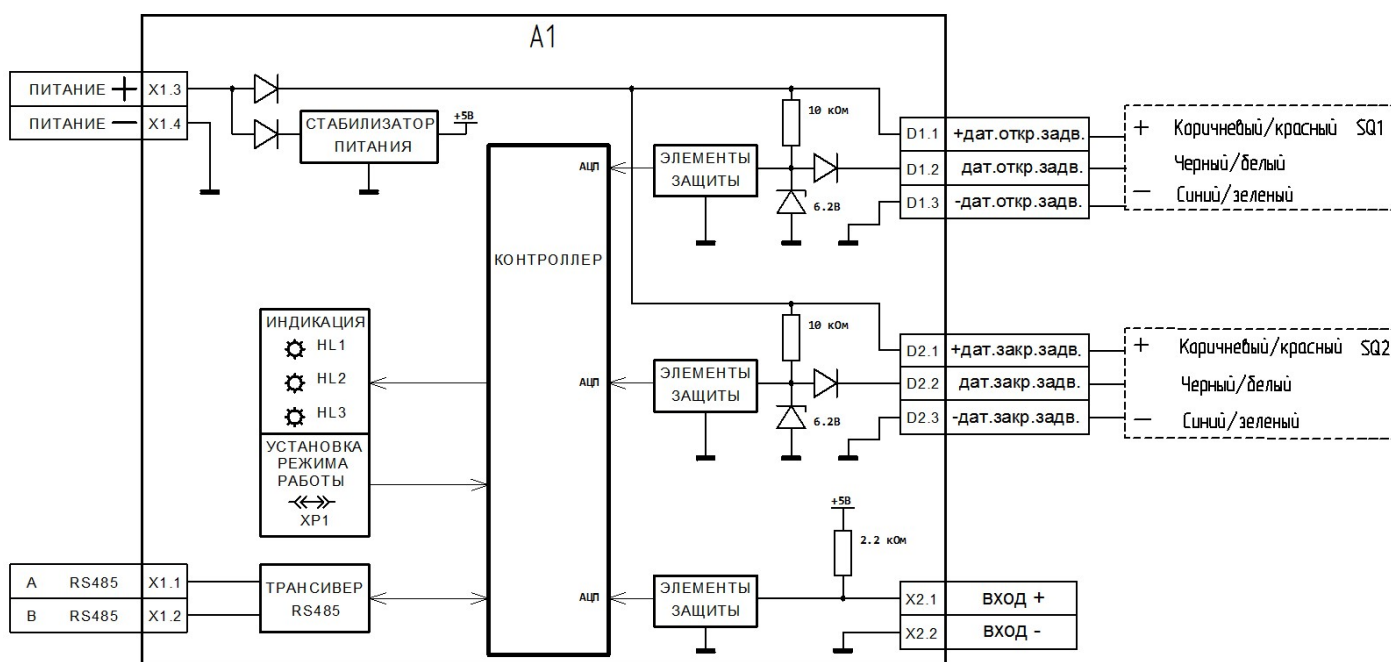 A1
ПИТАНИЕ + X1.3
ПИТАНИЕ — X1.4
СТАБИЛИЗАТОР
ПИТАНИЯ
+5В
КОНТРОЛЛЕР
АЦП
ЭЛЕМЕНТЫ
ЗАЩИТЫ
10 кОм
6.2В
D1.1 +дат.откр.задв.
D1.2 дат.откр.задв.
D1.3 -дат.откр.задв.
+ Коричневый/красный SQ1
Черный/белый
— Синий/зеленый
ИНДИКАЦИЯ
HL1
HL2
HL3
УСТАНОВКА
РЕЖИМА
РАБОТЫ
XP1
АЦП
ЭЛЕМЕНТЫ
ЗАЩИТЫ
10 кОм
6.2В
D2.1 +дат.закр.задв.
D2.2 дат.закр.задв.
D2.3 -дат.закр.задв.
+ Коричневый/красный SQ2
Черный/белый
— Синий/зеленый
A RS485 X1.1
B RS485 X1.2
ТРАНСИВЕР
RS485
АЦП
ЭЛЕМЕНТЫ
ЗАЩИТЫ
+5В
2.2 кОм
X2.1 ВХОД +
X2.2 ВХОД -